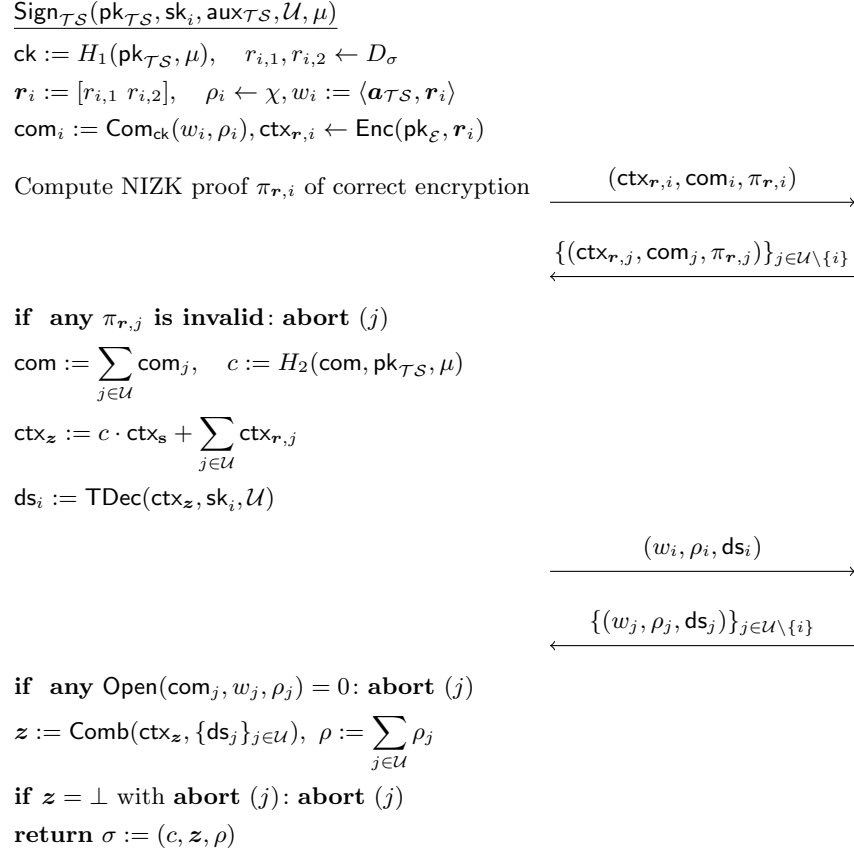 Sign_{𝒯𝒮}(pk_{𝒯𝒮}, sk_i, aux_{𝒯𝒮}, 𝒰, μ)
ck := H_1(pk_{𝒯𝒮}, μ), r_{i,1}, r_{i,2} ← D_σ
𝒓_i := [r_{i,1} r_{i,2}], ρ_i ← χ, w_i := ⟨𝒂_{𝒯𝒮}, 𝒓_i⟩
com_i := Com_{ck}(w_i, ρ_i), ctx_{𝒓,i} ← Enc(pk_ℰ, 𝒓_i)
Compute NIZK proof π_{𝒓,i} of correct encryption (ctx_{𝒓,i}, com_i, π_{𝒓,i})
{(ctx_{𝒓,j}, com_j, π_{𝒓,j})}_{j∈𝒰\{i}}
if any π_{𝒓,j} is invalid: abort (j)
com := ∑_{j∈𝒰} com_j, c := H_2(com, pk_{𝒯𝒮}, μ)
ctx_𝒛 := c · ctx_𝐬 + ∑_{j∈𝒰} ctx_{𝒓,j}
ds_i := TDec(ctx_𝒛, sk_i, 𝒰)
(w_i, ρ_i, ds_i)
{(w_j, ρ_j, ds_j)}_{j∈𝒰\{i}}
if any Open(com_j, w_j, ρ_j) = 0: abort (j)
𝒛 := Comb(ctx_𝒛, {ds_j}_{j∈𝒰}), ρ := ∑_{j∈𝒰} ρ_j
if 𝒛 = ⊥ with abort (j): abort (j)
return σ := (c, 𝒛, ρ)